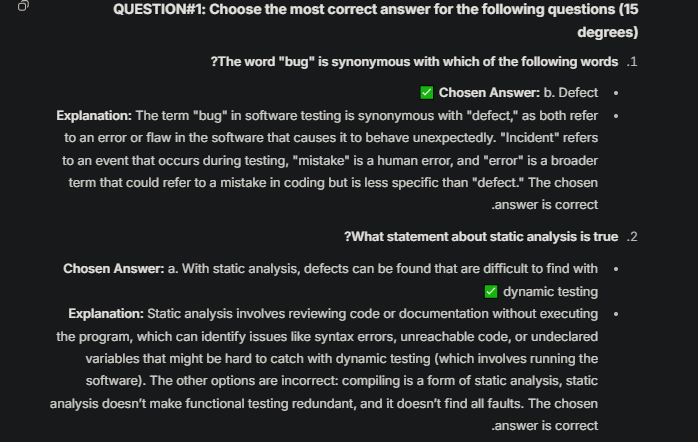 QUESTION#1: Choose the most correct answer for the following questions (15
degrees)
1. The word "bug" is synonymous with which of the following words?
• ✅ Chosen Answer: b. Defect
• Explanation: The term "bug" in software testing is synonymous with "defect," as both refer
to an error or flaw in the software that causes it to behave unexpectedly. "Incident" refers
to an event that occurs during testing, "mistake" is a human error, and "error" is a broader
term that could refer to a mistake in coding but is less specific than "defect." The chosen
answer is correct.
2. What statement about static analysis is true?
• Chosen Answer: a. With static analysis, defects can be found that are difficult to find with
dynamic testing ✅
• Explanation: Static analysis involves reviewing code or documentation without executing
the program, which can identify issues like syntax errors, unreachable code, or undeclared
variables that might be hard to catch with dynamic testing (which involves running the
software). The other options are incorrect: compiling is a form of static analysis, static
analysis doesn't make functional testing redundant, and it doesn't find all faults. The chosen
answer is correct.